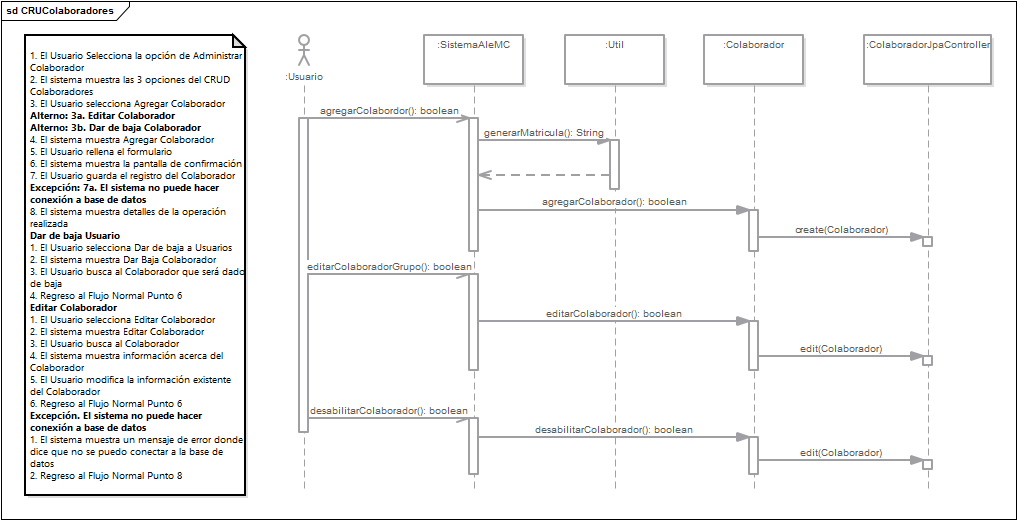 sd CRUColaboradores
1. El Usuario Selecciona la opción de Administrar
Colaborador
2. El sistema muestra las 3 opciones del CRUD
Colaboradores
3. El Usuario selecciona Agregar Colaborador
Alterno: 3a. Editar Colaborador
Alterno: 3b. Dar de baja Colaborador
4. El sistema muestra Agregar Colaborador
5. El Usuario rellena el formulario
6. El sistema muestra la pantalla de confirmación
7. El Usuario guarda el registro del Colaborador
Excepción: 7a. El sistema no puede hacer
conexión a base de datos
8. El sistema muestra detalles de la operación
realizada
Dar de baja Usuario
1. El Usuario selecciona Dar de baja a Usuarios
2. El sistema muestra Dar Baja Colaborador
3. El Usuario busca al Colaborador que será dado
de baja
4. Regreso al Flujo Normal Punto 6
Editar Colaborador
1. El Usuario selecciona Editar Colaborador
2. El sistema muestra Editar Colaborador
3. El Usuario busca al Colaborador
4. El sistema muestra información acerca del
Colaborador
5. El Usuario modifica la información existente
del Colaborador
6. Regreso al Flujo Normal Punto 6
Excepción. El sistema no puede hacer
conexión a base de datos
1. El sistema muestra un mensaje de error donde
dice que no se puedo conectar a la base de
datos
2. Regreso al Flujo Normal Punto 8
:Usuario
:SistemaAleMC
:Util
:Colaborador
:ColaboradorJpaController
agregarColabordor(): boolean
generarMatricula(): String
agregarColaborador(): boolean
create(Colaborador)
editarColaboradorGrupo(): boolean
editarColaborador(): boolean
edit(Colaborador)
desabilitarColaborador(): boolean
desabilitarColaborador(): boolean
edit(Colaborador)